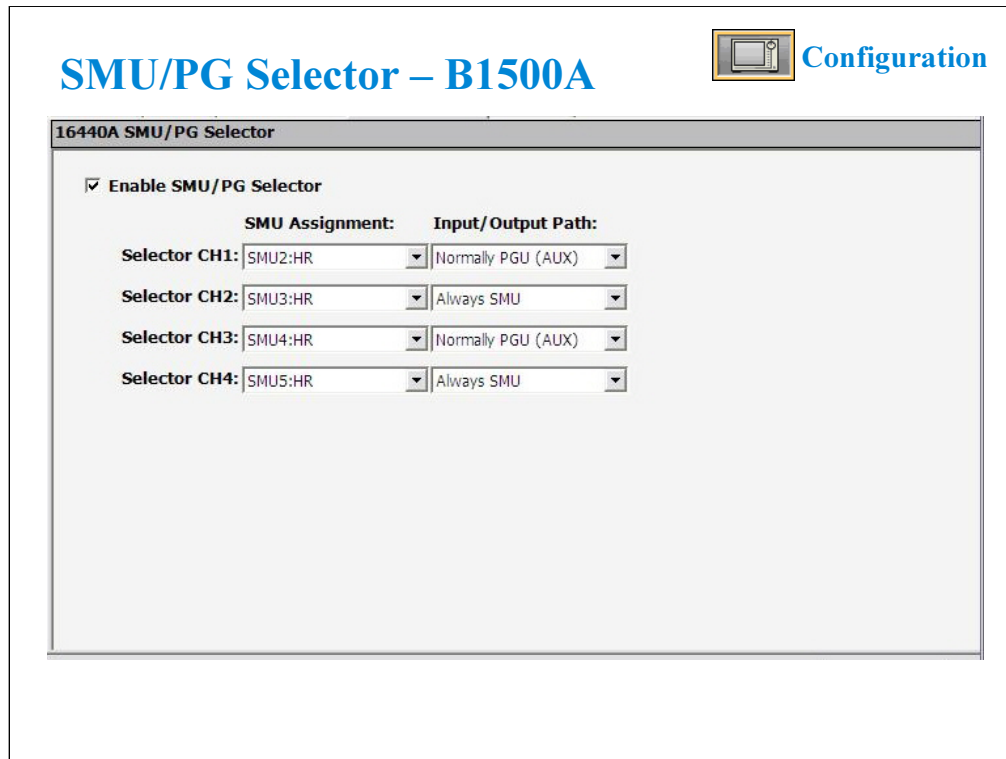 SMU/PG Selector – B1500A
Configuration
16440A SMU/PG Selector
Enable SMU/PG Selector
SMU Assignment: Input/Output Path:
Selector CH1: SMU2:HR Normally PGU (AUX)
Selector CH2: SMU3:HR Always SMU
Selector CH3: SMU4:HR Normally PGU (AUX)
Selector CH4: SMU5:HR Always SMU